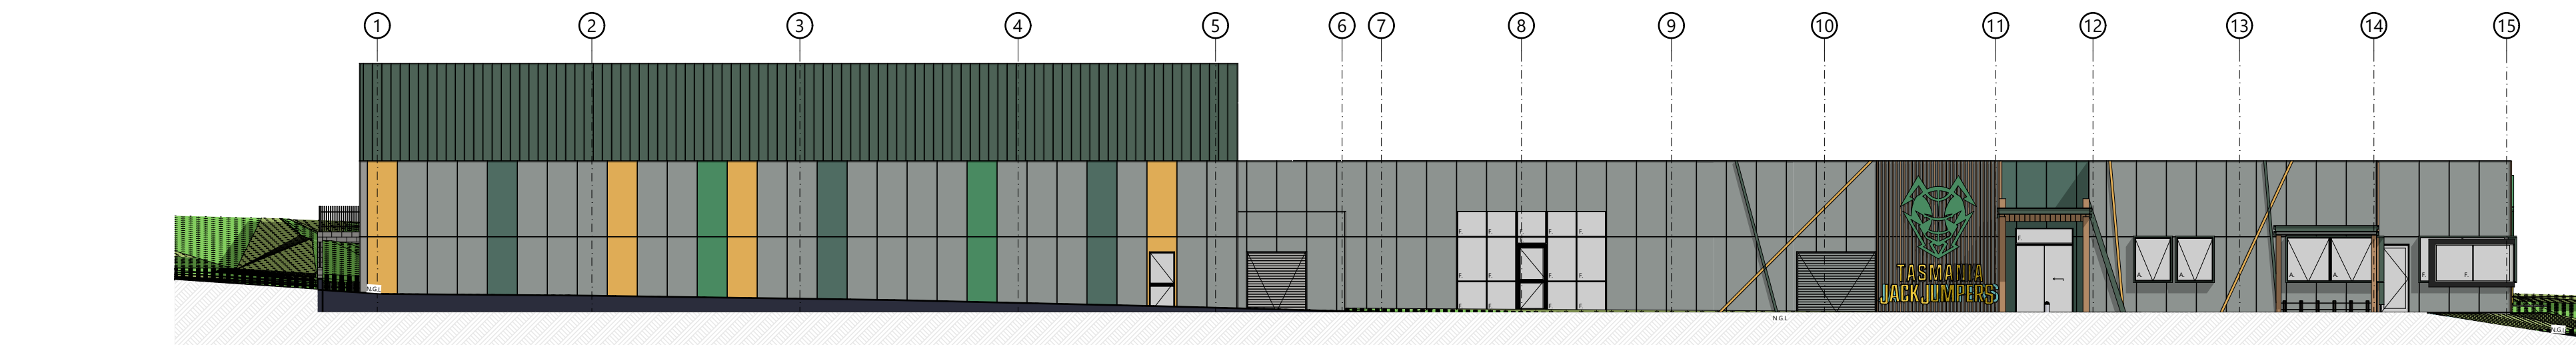 1 2 3 4 5 6 7 8 9 10 11 12 13 14 15
F. F. F. F. F.
F.
A. A. A. A. F. F.
TASMANIA
F. F. F. F.
JACKJUMPERS
N.G.L
F. F. F. F.
N.G.L
N.G.L